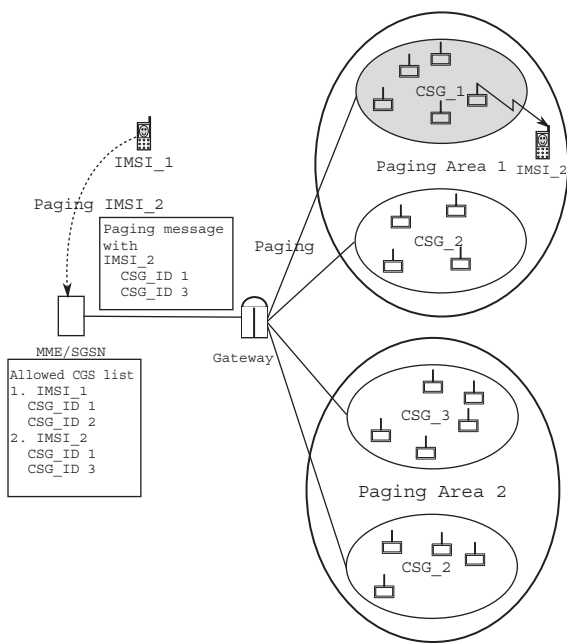 CSG_1
IMSI_1
Paging Area 1
IMSI_2
Paging IMSI_2
Paging message
with
IMSI_2
CSG_ID 1
CSG_ID 3
Paging
CSG_2
MME/SGSN
Gateway
Allowed CGS list
1. IMSI_1
CSG_ID 1
CSG_ID 2
2. IMSI_2
CSG_ID 1
CSG_ID 3
CSG_3
Paging Area 2
CSG_2